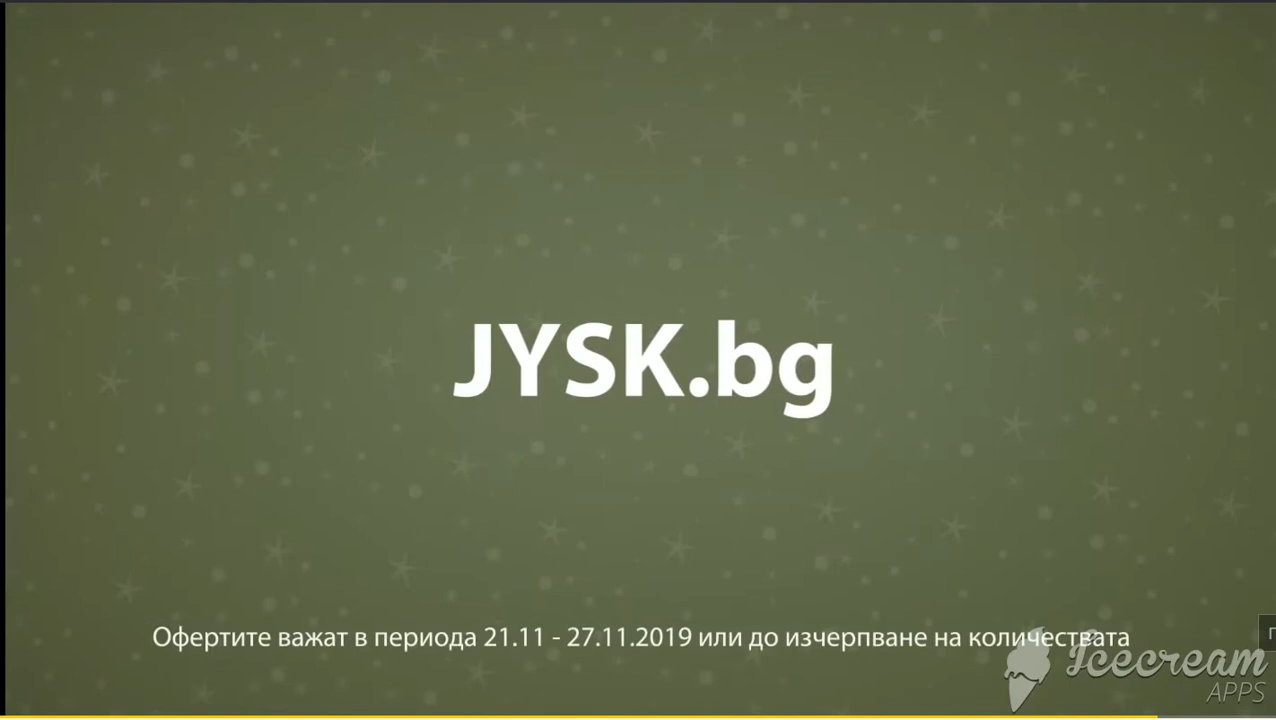 JYSK.bg
Офертите важат в периода 21.11 - 27.11.2019 или до изчерпване на количествата
Icecream
APPS